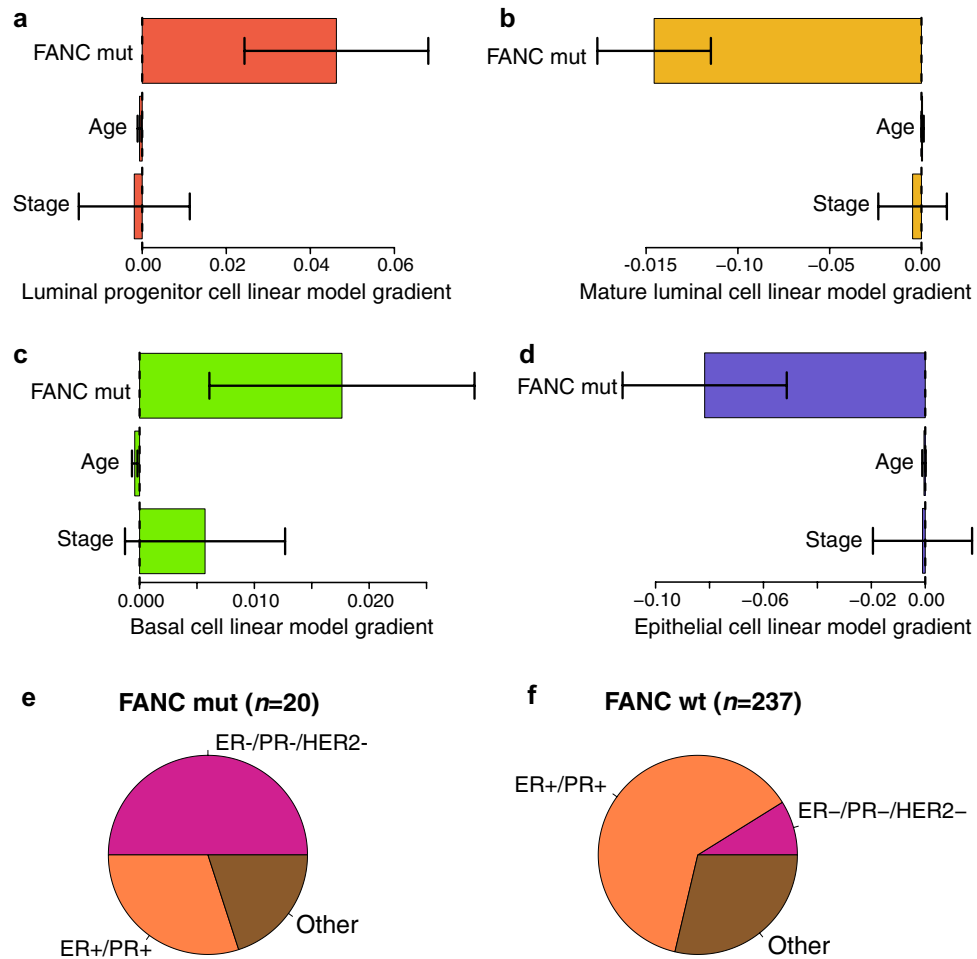 a
FANC mut
Age
Stage
0.00 0.02 0.04 0.06
Luminal progenitor cell linear model gradient
b
FANC mut
Age
Stage
-0.015 -0.10 -0.05 0.00
Mature luminal cell linear model gradient
c
FANC mut
Age
Stage
0.000 0.010 0.020
Basal cell linear model gradient
d
FANC mut
Age
Stage
−0.10 −0.06 −0.02 0.00
Epithelial cell linear model gradient
e
FANC mut (n=20)
ER-/PR-/HER2-
ER+/PR+
Other
f
FANC wt (n=237)
ER+/PR+
ER−/PR−/HER2−
Other